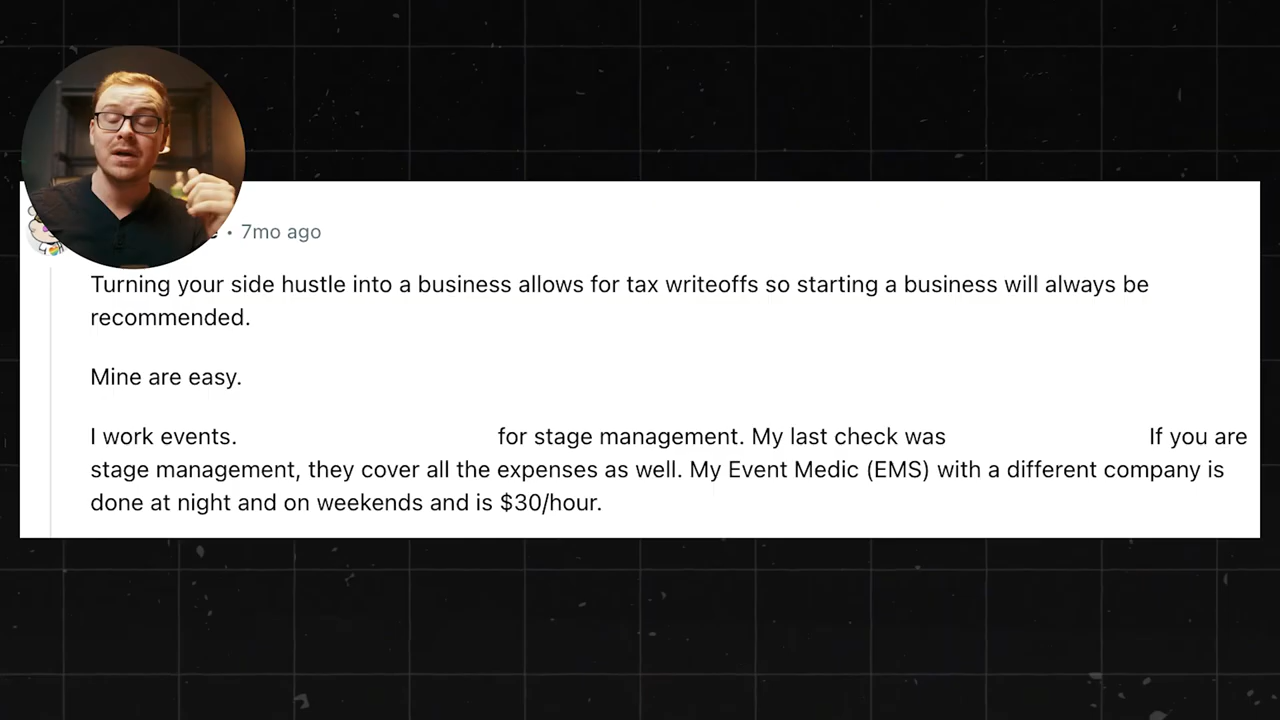 • 7mo ago
Turning your side hustle into a business allows for tax writeoffs so starting a business will always be
recommended.
Mine are easy.
I work events. for stage management. My last check was If you are
stage management, they cover all the expenses as well. My Event Medic (EMS) with a different company is
done at night and on weekends and is $30/hour.